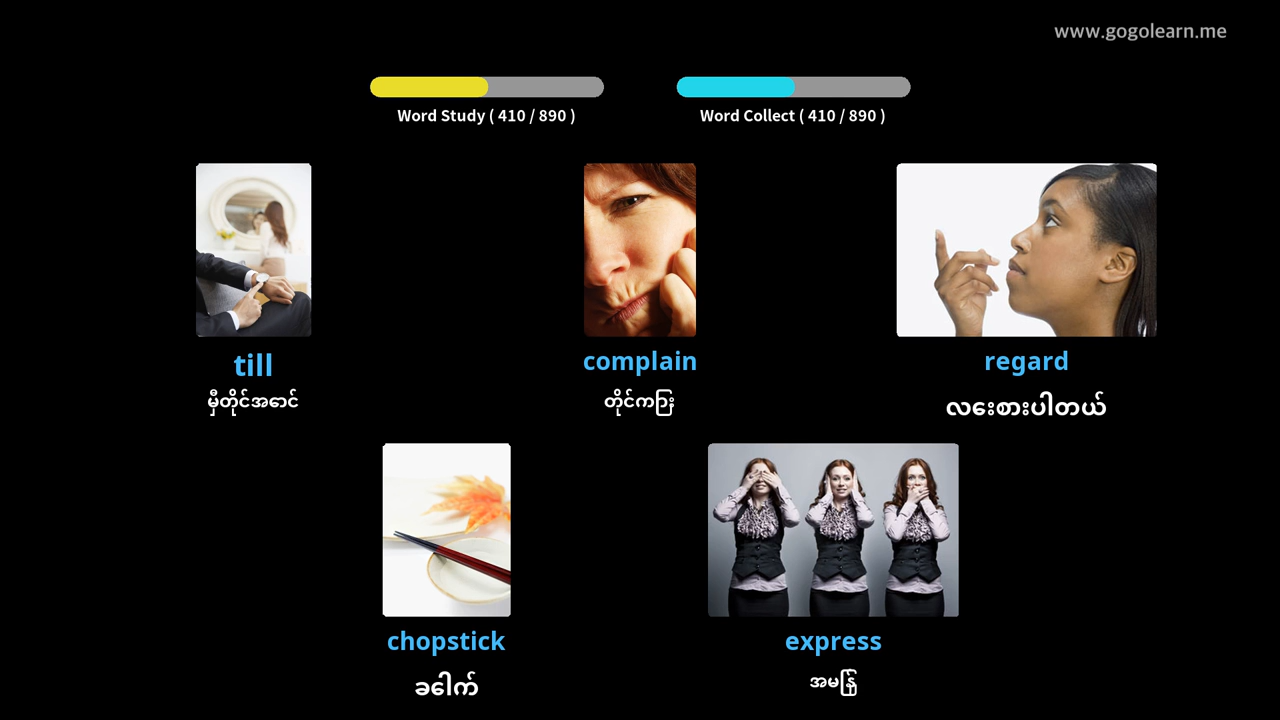 www.gogolearn.me
Word Study ( 410 / 890 )
Word Collect ( 410 / 890 )
till
complain
regard
မှီတိုင်အောင်
တိုင်ကြား
လေးစားပါတယ်
chopstick
express
ခေါက်
အမြန်